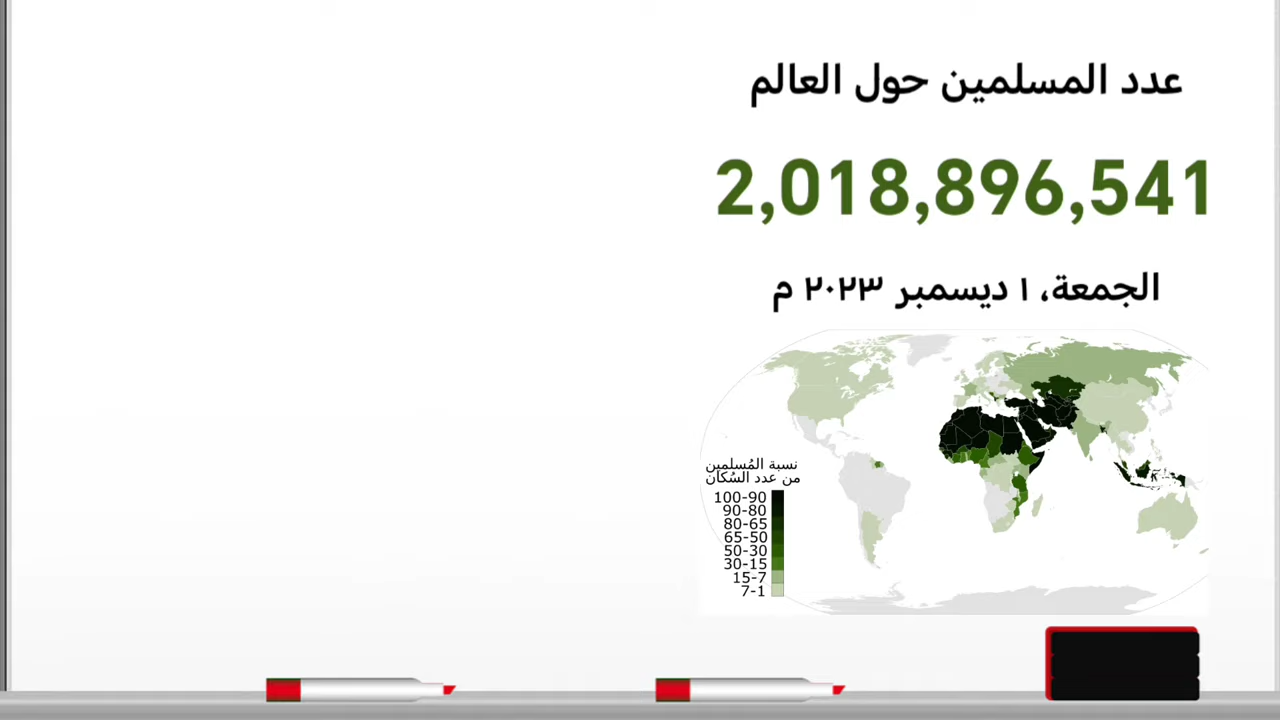 عدد المسلمين حول العالم
2,018,896,541
الجمعة، ١ ديسمبر ٢٠٢٣ م
نسبة المُسلمين
من عدد السُكان
100-90
90-80
80-65
65-50
50-30
30-15
15-7
7-1